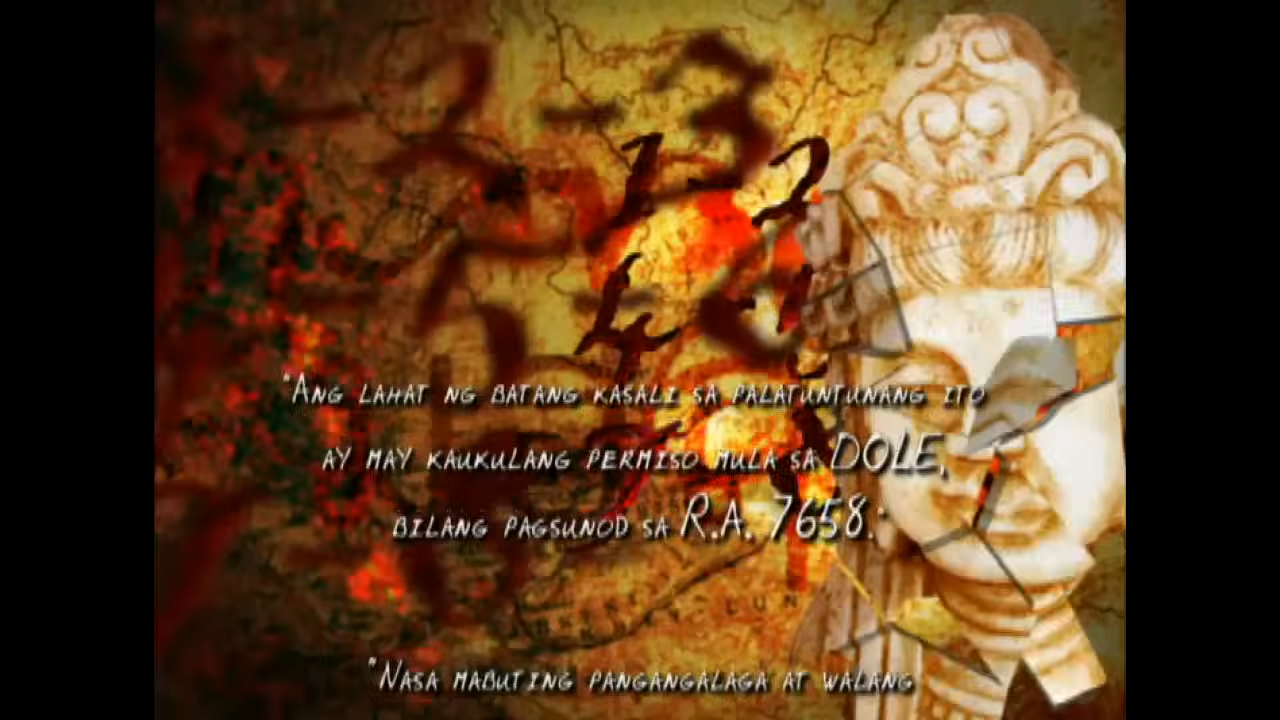 "Ang lahat ng batang kasali sa palatuntunang ito
ay may kaukulang permiso mula sa DOLE,
bilang pagsunod sa R.A. 7658."
"Nasa mabuting pangangalaga at walang